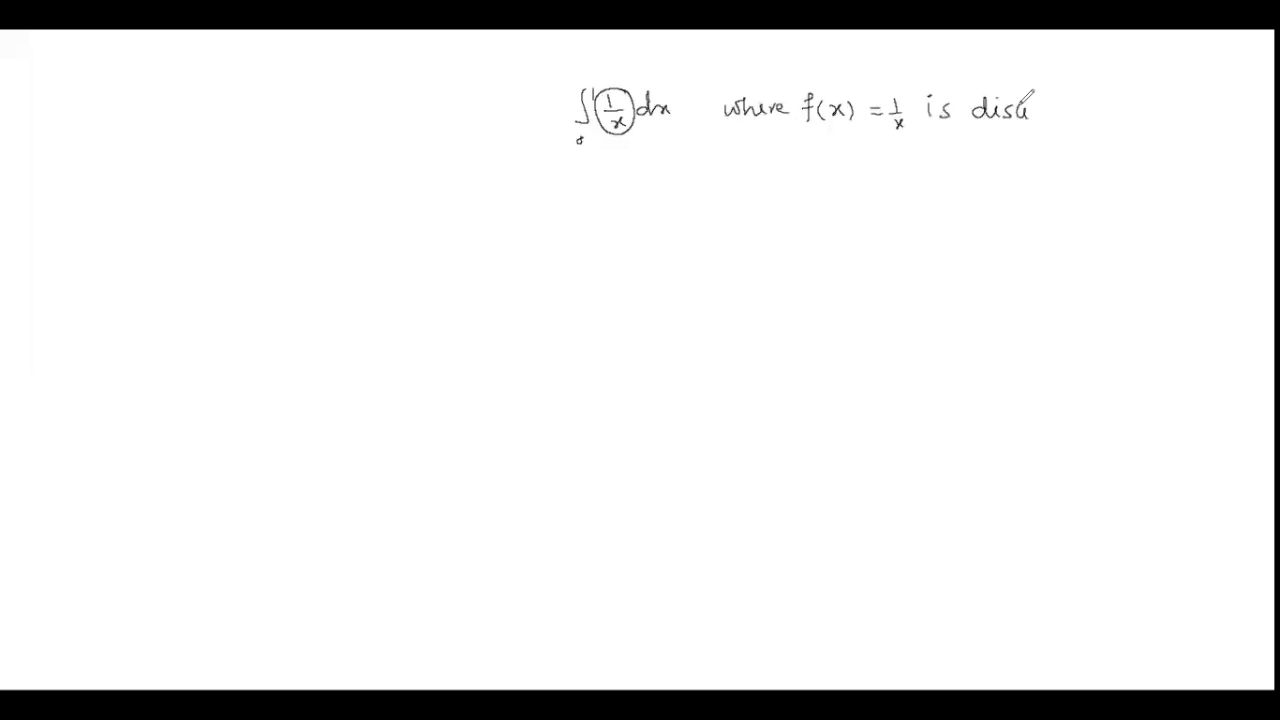 ∫₀¹ (1/x) dx where f(x) = 1/x is disc